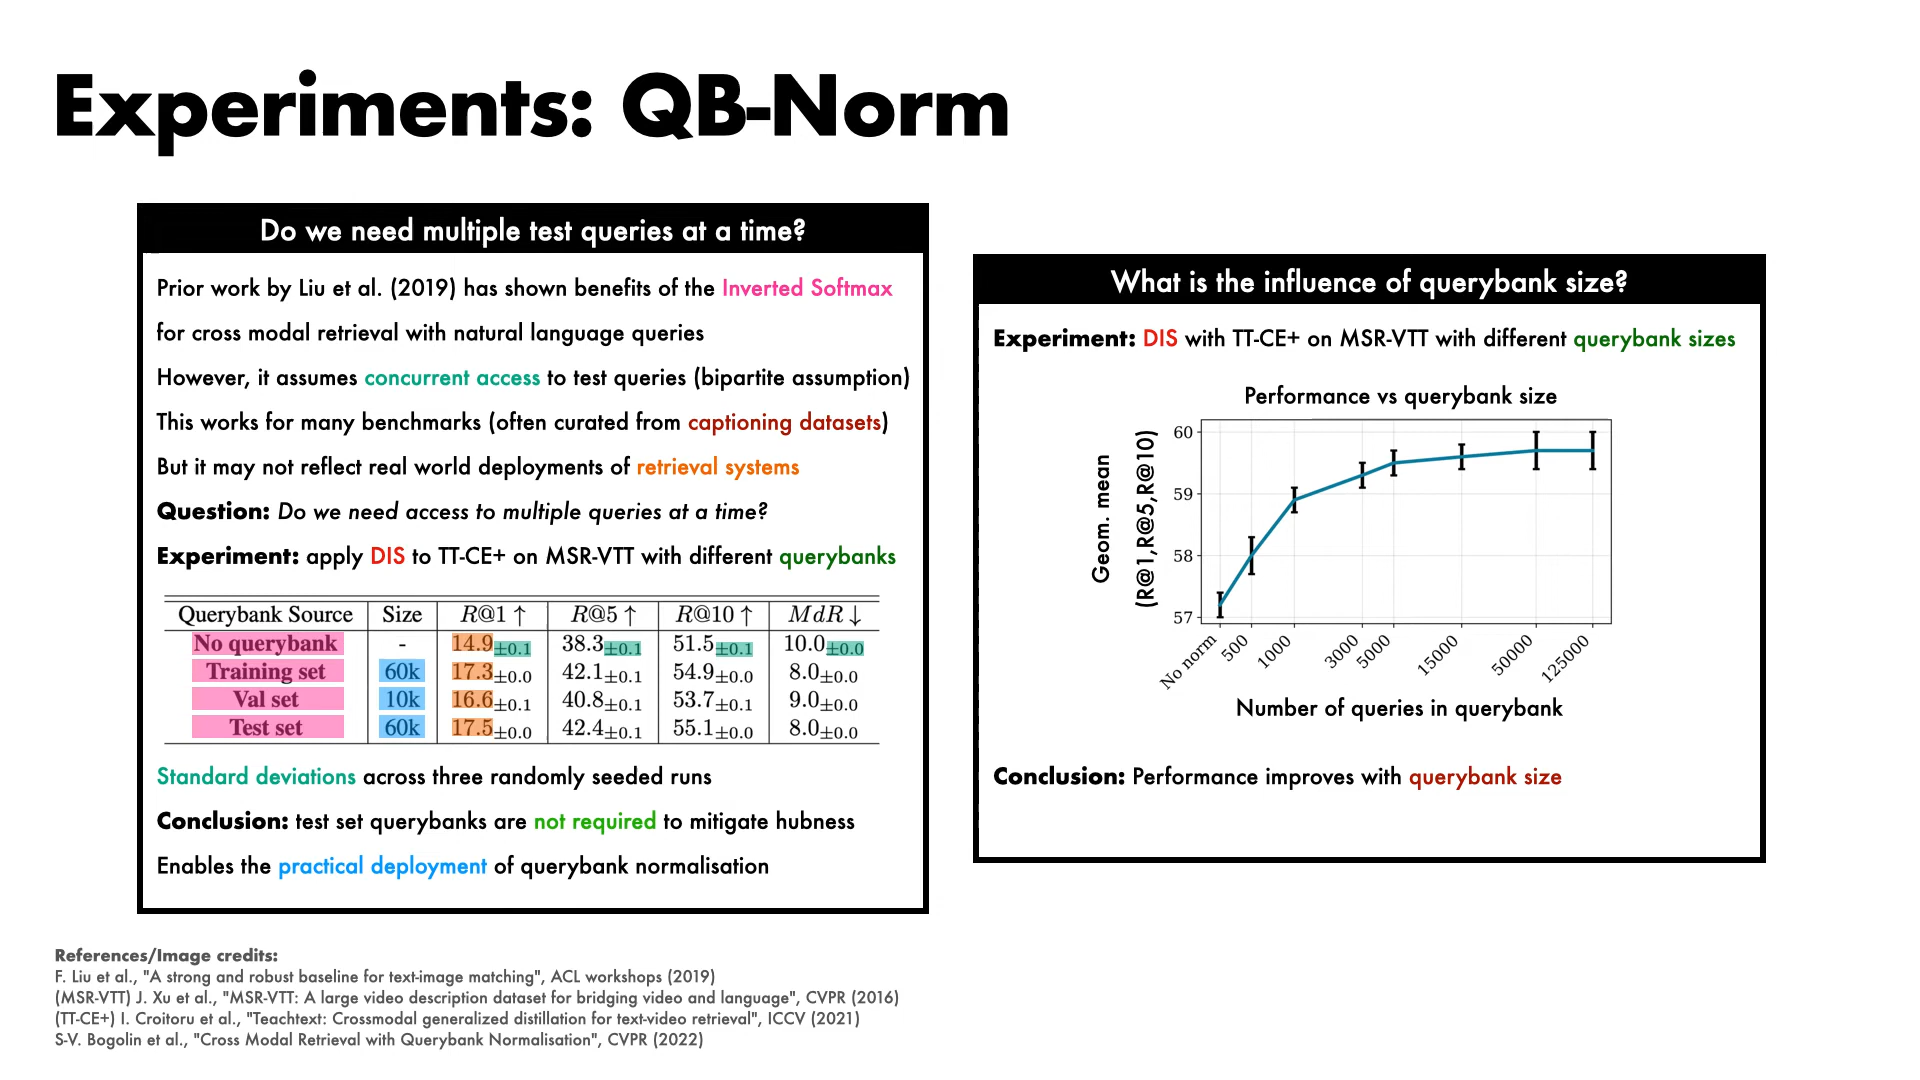 Experiments: QB-Norm
Do we need multiple test queries at a time?
Prior work by Liu et al. (2019) has shown benefits of the Inverted Softmax
for cross modal retrieval with natural language queries
However, it assumes concurrent access to test queries (bipartite assumption)
This works for many benchmarks (often curated from captioning datasets)
But it may not reflect real world deployments of retrieval systems
Question: Do we need access to multiple queries at a time?
Experiment: apply DIS to TT-CE+ on MSR-VTT with different querybanks
Querybank Source Size R@1 ↑ R@5 ↑ R@10 ↑ MdR ↓
No querybank - 14.9±0.1 38.3±0.1 51.5±0.1 10.0±0.0
Training set 60k 17.3±0.0 42.1±0.1 54.9±0.0 8.0±0.0
Val set 10k 16.6±0.1 40.8±0.1 53.7±0.1 9.0±0.0
Test set 60k 17.5±0.0 42.4±0.1 55.1±0.0 8.0±0.0
Standard deviations across three randomly seeded runs
Conclusion: test set querybanks are not required to mitigate hubness
Enables the practical deployment of querybank normalisation
What is the influence of querybank size?
Experiment: DIS with TT-CE+ on MSR-VTT with different querybank sizes
Performance vs querybank size
Geom. mean
(R@1,R@5,R@10)
60
59
58
57
No norm 500 1000 3000 5000 15000 50000 125000
Number of queries in querybank
Conclusion: Performance improves with querybank size
References/Image credits:
F. Liu et al., "A strong and robust baseline for text-image matching", ACL workshops (2019)
(MSR-VTT) J. Xu et al., "MSR-VTT: A large video description dataset for bridging video and language", CVPR (2016)
(TT-CE+) I. Croitoru et al., "Teachtext: Crossmodal generalized distillation for text-video retrieval", ICCV (2021)
S-V. Bogolin et al., "Cross Modal Retrieval with Querybank Normalisation", CVPR (2022)